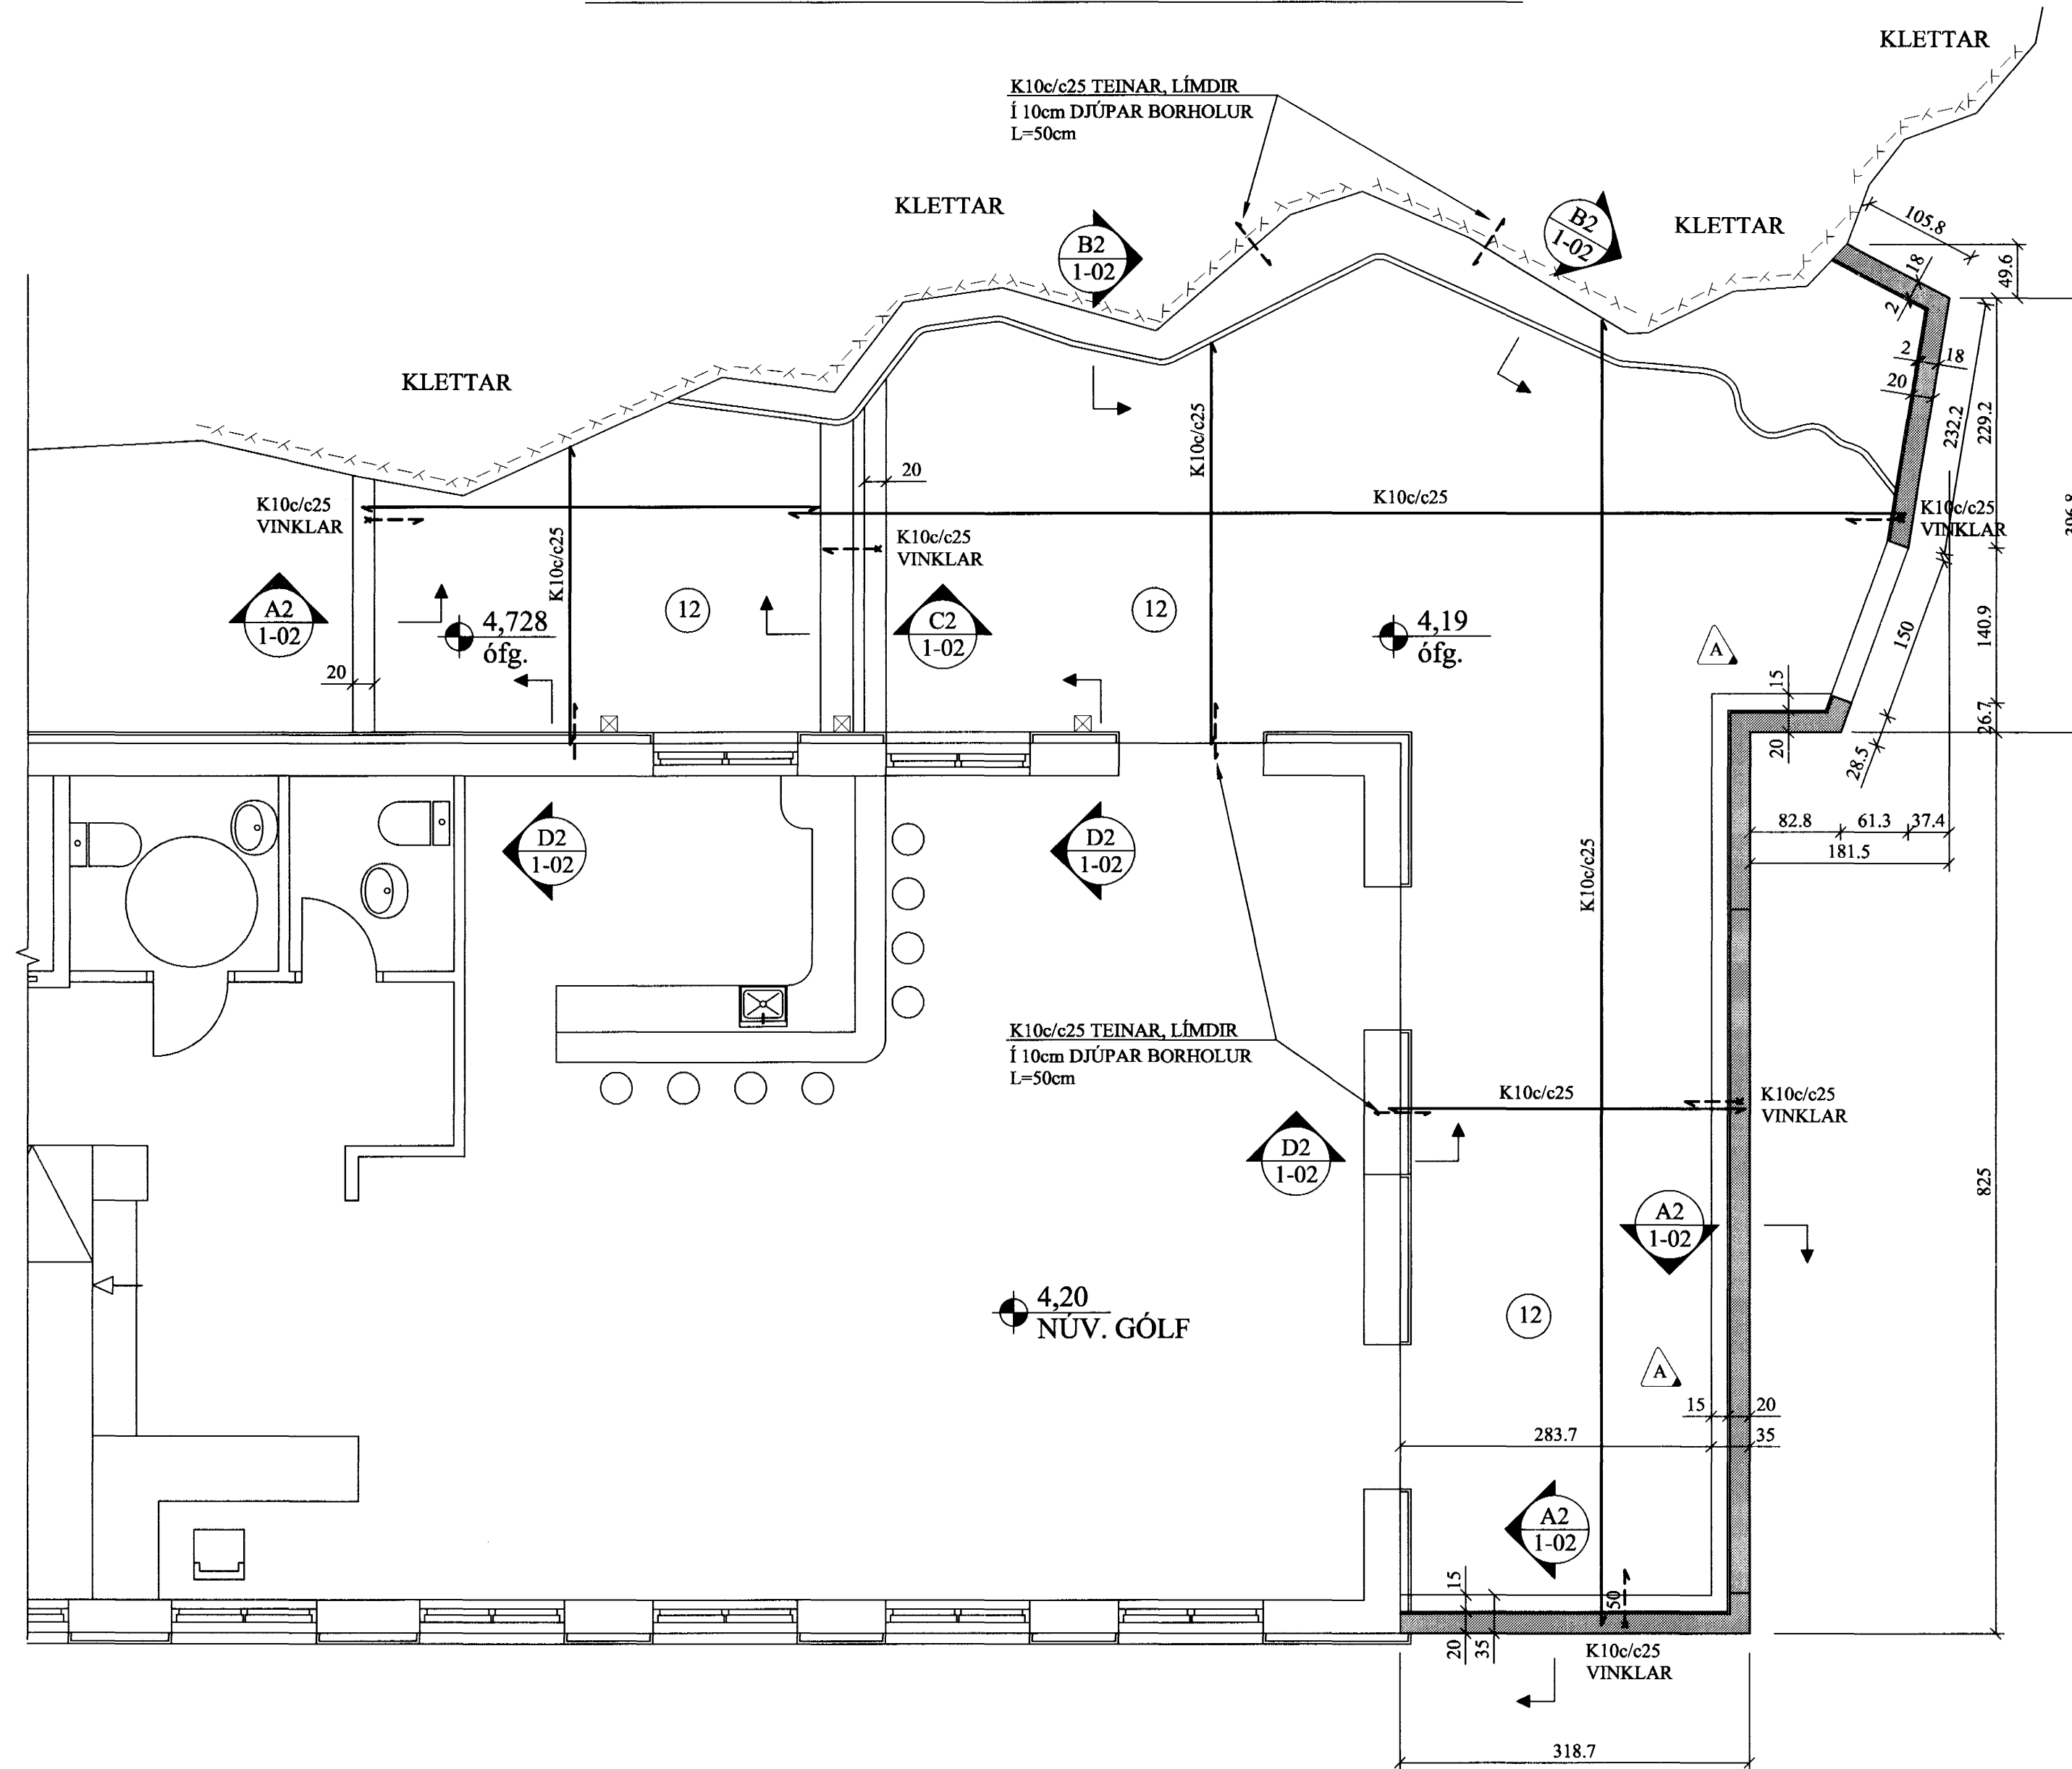 KLETTAR
K10c/c25 TEINAR, LÍMDIR
Í 10cm DJÚPAR BORHOLUR
L=50cm
KLETTAR
B2
1-02
B2
1-02
KLETTAR
105.8
49.6
18
2
KLETTAR
2
18
20
232.2
229.2
K10c/c25
20
K10c/c25
VINKLAR
K10c/c25
K10c/c25
VINKLAR
K10c/c25
K10c/c25
VINKLAR
A2
1-02
4,728
ófg.
12
C2
1-02
12
4,19
ófg.
A
150
140.9
20
15
26.7
20
28.5
82.8
61.3
37.4
181.5
D2
1-02
D2
1-02
K10c/c25
K10c/c25 TEINAR, LÍMDIR
Í 10cm DJÚPAR BORHOLUR
L=50cm
K10c/c25
K10c/c25
VINKLAR
D2
1-02
825
A2
1-02
4,20
NÚV. GÓLF
12
A
15
20
283.7
35
A2
1-02
15
50
20
35
K10c/c25
VINKLAR
318.7